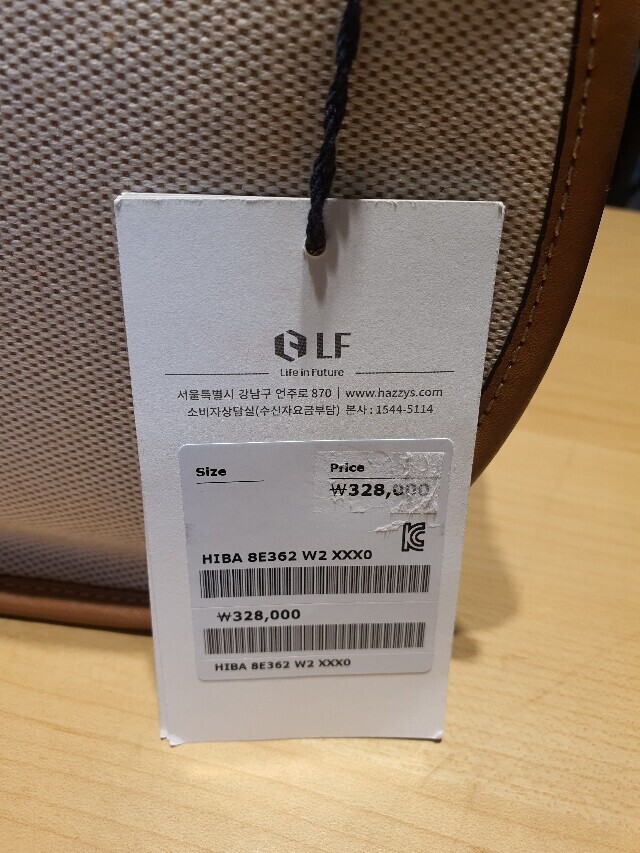 LF
Life in Future
서울특별시 강남구 언주로 870 | www.hazzys.com
소비자상담실(수신자요금부담) 본사 : 1544-5114
Size Price
₩328,000
HIBA 8E362 W2 XXX0
₩328,000
HIBA 8E362 W2 XXX0